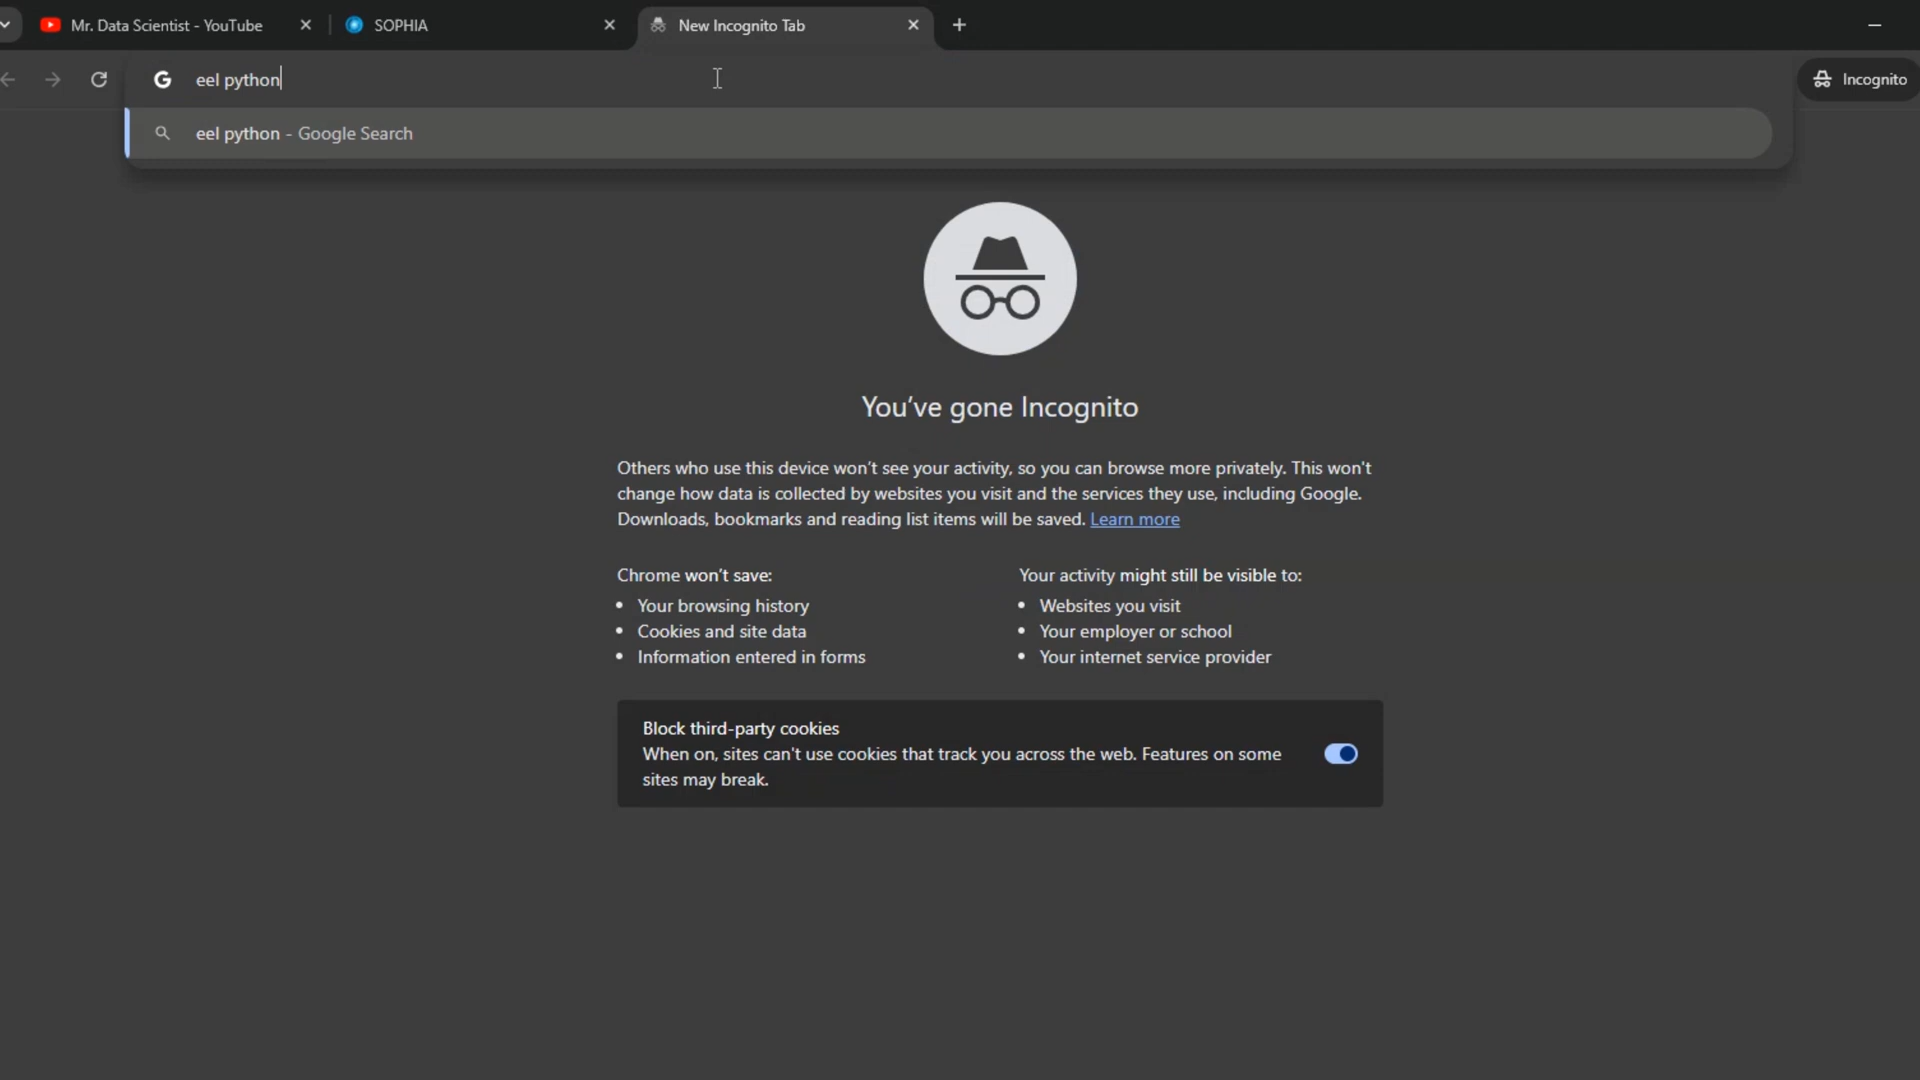 Mr. Data Scientist - YouTube
SOPHIA
New Incognito Tab
eel python
Incognito
eel python - Google Search
You've gone Incognito
Others who use this device won't see your activity, so you can browse more privately. This won't
change how data is collected by websites you visit and the services they use, including Google.
Downloads, bookmarks and reading list items will be saved. Learn more
Chrome won't save:
• Your browsing history
• Cookies and site data
• Information entered in forms
Your activity might still be visible to:
• Websites you visit
• Your employer or school
• Your internet service provider
Block third-party cookies
When on, sites can't use cookies that track you across the web. Features on some
sites may break.